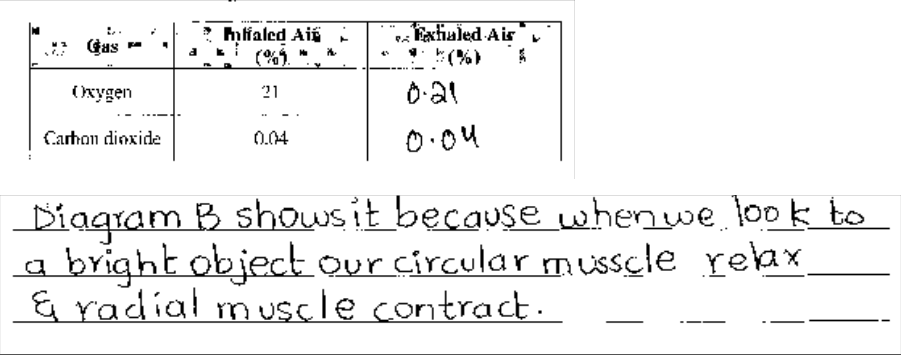 Gas Inhaled Air (%) Exhaled Air (%)
Oxygen 21 0.21
Carbon dioxide 0.04 0.04
Diagram B shows it because when we look to
a bright object our circular musscle relax
& radial muscle contract.